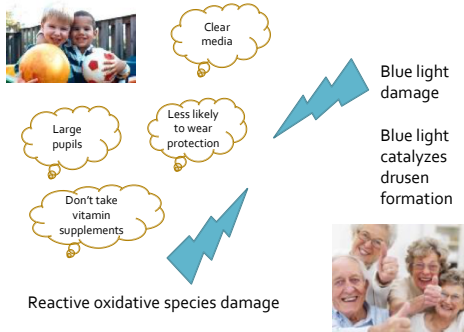 Clear
media
Large
pupils
Less likely
to wear
protection
Don't take
vitamin
supplements
Blue light
damage
Blue light
catalyzes
drusen
formation
Reactive oxidative species damage